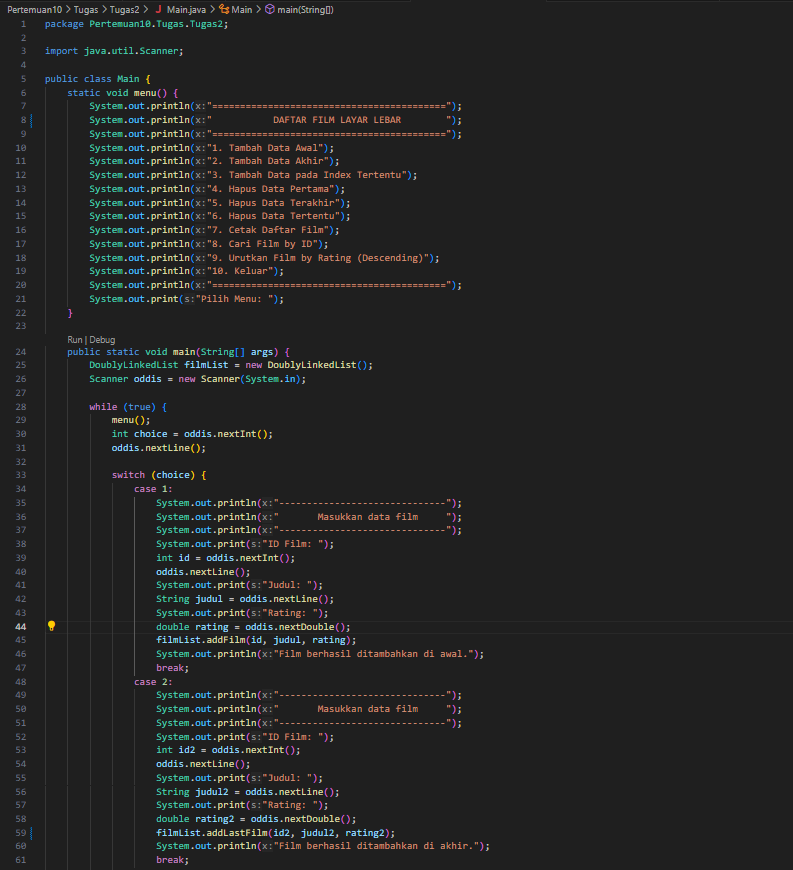 Pertemuan10 > Tugas > Tugas2 > J Main.java > Main > main(String[])
1 package Pertemuan10.Tugas.Tugas2;
2
3 import java.util.Scanner;
4
5 public class Main {
6 static void menu() {
7 System.out.println(x:"==========================================");
8 System.out.println(x:"           DAFTAR FILM LAYAR LEBAR        ");
9 System.out.println(x:"==========================================");
10 System.out.println(x:"1. Tambah Data Awal");
11 System.out.println(x:"2. Tambah Data Akhir");
12 System.out.println(x:"3. Tambah Data pada Index Tertentu");
13 System.out.println(x:"4. Hapus Data Pertama");
14 System.out.println(x:"5. Hapus Data Terakhir");
15 System.out.println(x:"6. Hapus Data Tertentu");
16 System.out.println(x:"7. Cetak Daftar Film");
17 System.out.println(x:"8. Cari Film by ID");
18 System.out.println(x:"9. Urutkan Film by Rating (Descending)");
19 System.out.println(x:"10. Keluar");
20 System.out.println(x:"==========================================");
21 System.out.print(s:"Pilih Menu: ");
22 }
23
Run | Debug
24 public static void main(String[] args) {
25 DoublyLinkedList filmList = new DoublyLinkedList();
26 Scanner oddis = new Scanner(System.in);
27
28 while (true) {
29 menu();
30 int choice = oddis.nextInt();
31 oddis.nextLine();
32
33 switch (choice) {
34 case 1:
35 System.out.println(x:"------------------------------");
36 System.out.println(x:"       Masukkan data film     ");
37 System.out.println(x:"------------------------------");
38 System.out.print(s:"ID Film: ");
39 int id = oddis.nextInt();
40 oddis.nextLine();
41 System.out.print(s:"Judul: ");
42 String judul = oddis.nextLine();
43 System.out.print(s:"Rating: ");
44 double rating = oddis.nextDouble();
45 filmList.addFilm(id, judul, rating);
46 System.out.println(x:"Film berhasil ditambahkan di awal.");
47 break;
48 case 2:
49 System.out.println(x:"------------------------------");
50 System.out.println(x:"       Masukkan data film     ");
51 System.out.println(x:"------------------------------");
52 System.out.print(s:"ID Film: ");
53 int id2 = oddis.nextInt();
54 oddis.nextLine();
55 System.out.print(s:"Judul: ");
56 String judul2 = oddis.nextLine();
57 System.out.print(s:"Rating: ");
58 double rating2 = oddis.nextDouble();
59 filmList.addLastFilm(id2, judul2, rating2);
60 System.out.println(x:"Film berhasil ditambahkan di akhir.");
61 break;